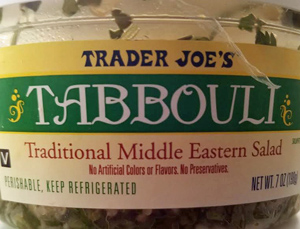 TRADER JOE'S
TABBOULI
V
Traditional Middle Eastern Salad
No Artificial Colors or Flavors. No Preservatives.
PERISHABLE, KEEP REFRIGERATED
NET WT. 7 OZ (198g)